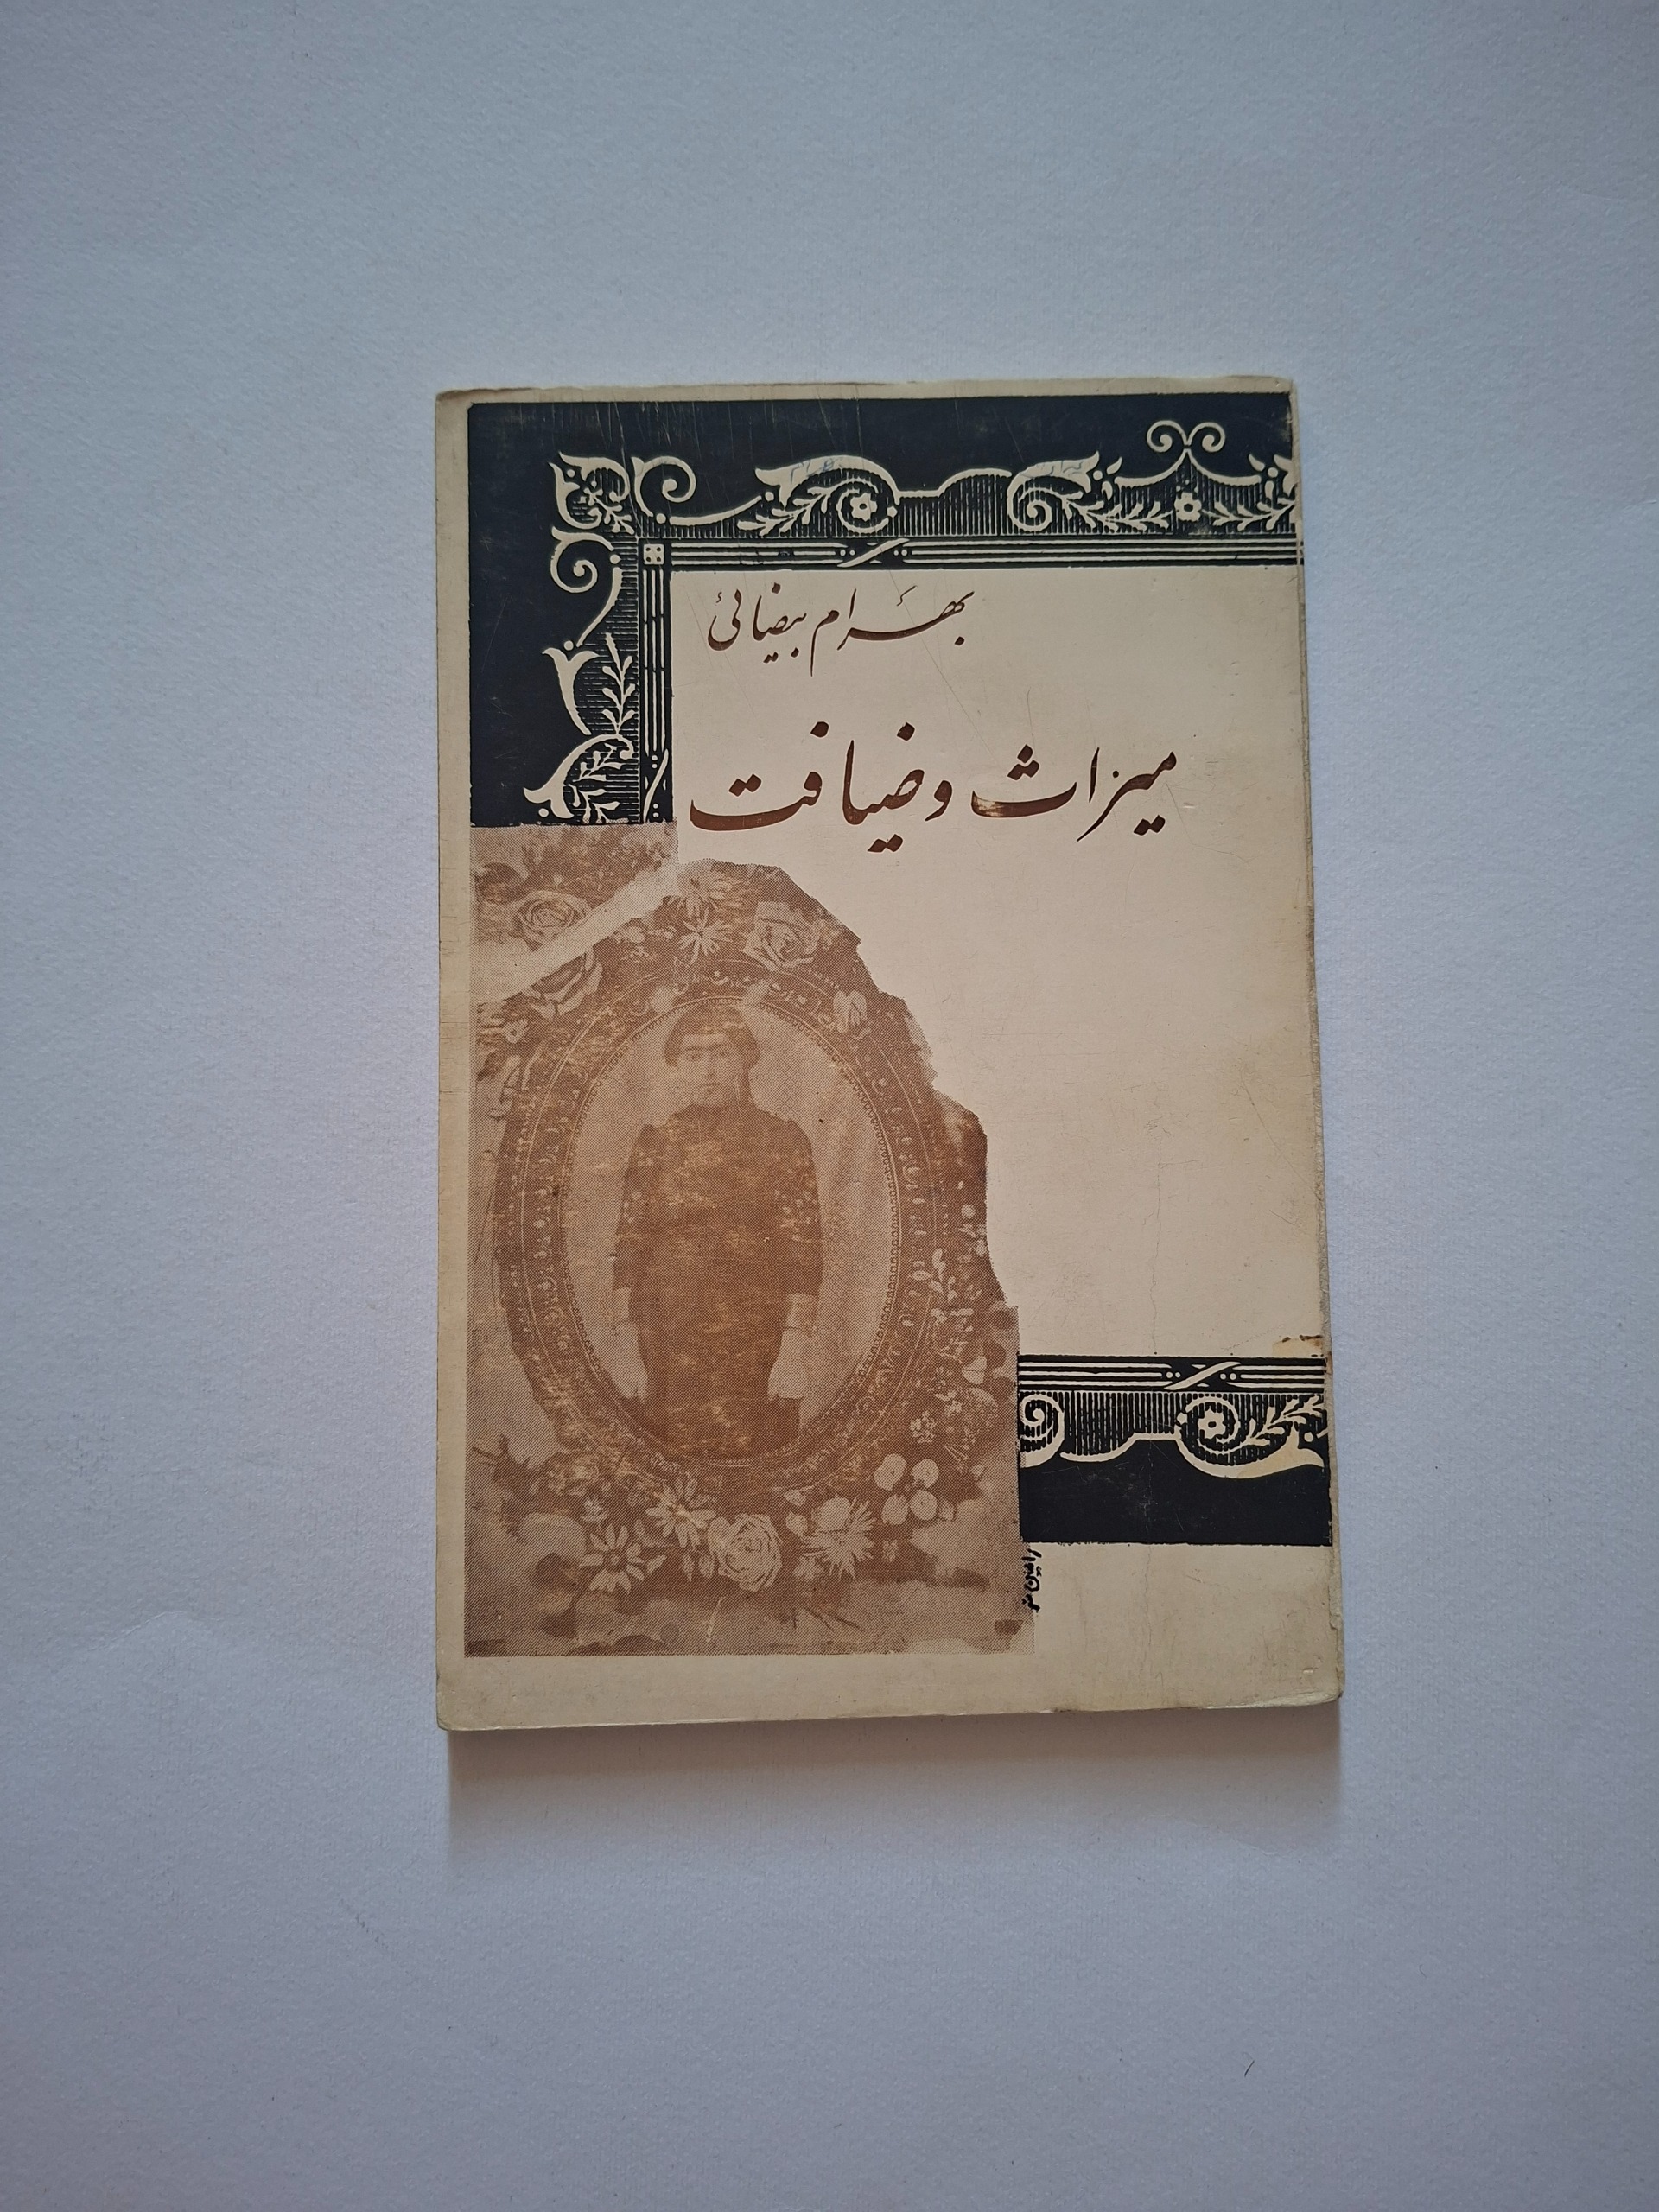 بهرام بیضائی
میراث و ضیافت